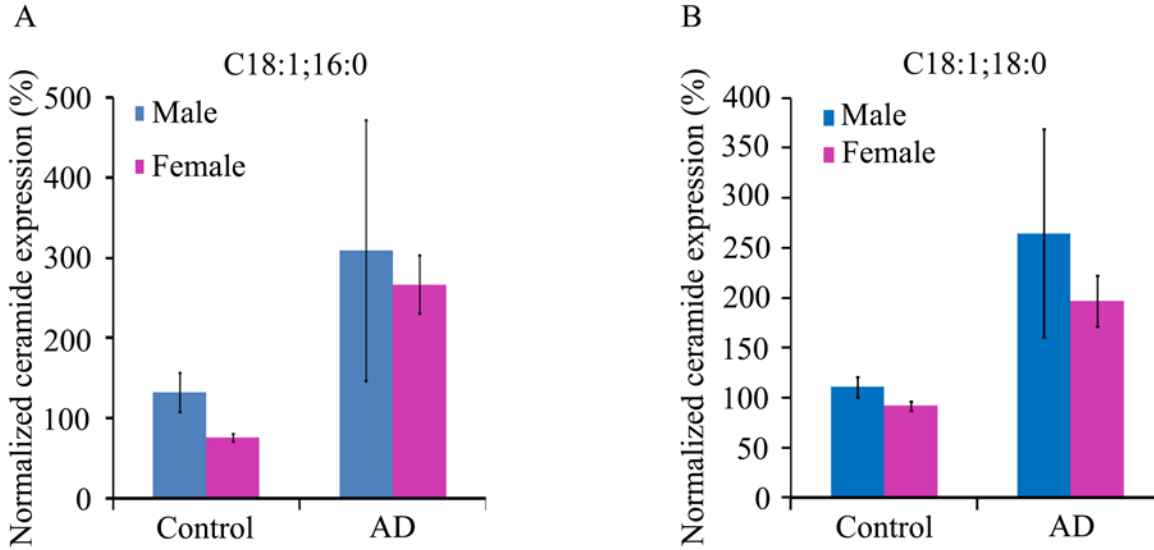 A
C18:1;16:0
Normalized ceramide expression (%)
500
400
300
200
100
0
Male
Female
Control
AD
B
C18:1;18:0
Normalized ceramide expression (%)
400
350
300
250
200
150
100
50
0
Male
Female
Control
AD